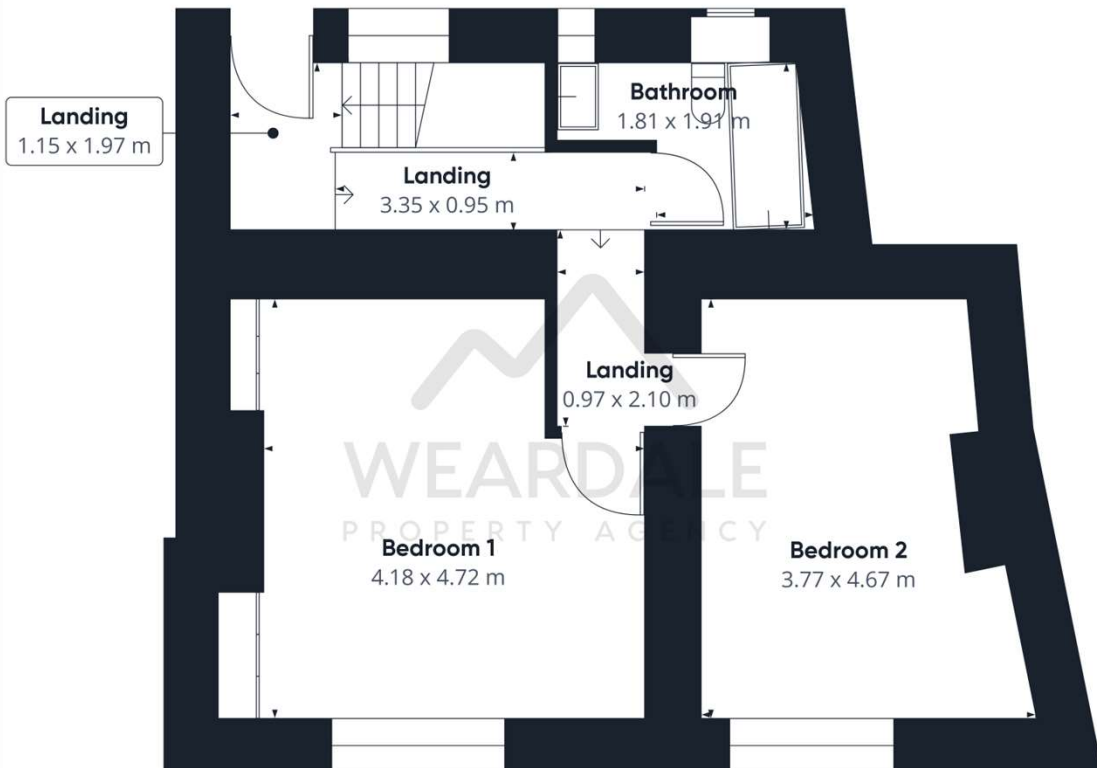 Landing
1.15 x 1.97 m
Bathroom
1.81 x 1.91 m
Landing
3.35 x 0.95 m
Landing
0.97 x 2.10 m
WEARDALE
PROPERTY AGENCY
Bedroom 1
4.18 x 4.72 m
Bedroom 2
3.77 x 4.67 m